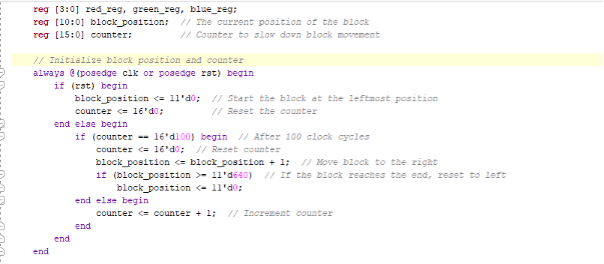 reg [3:0] red_reg, green_reg, blue_reg;
reg [10:0] block_position;  // The current position of the block
reg [15:0] counter;         // Counter to slow down block movement
// Initialize block position and counter
always @(posedge clk or posedge rst) begin
    if (rst) begin
        block_position <= 11'd0;  // Start the block at the leftmost position
        counter <= 16'd0;         // Reset the counter
    end else begin
        if (counter == 16'd100) begin  // After 100 clock cycles
            counter <= 16'd0;  // Reset counter
            block_position <= block_position + 1;  // Move block to the right
            if (block_position >= 11'd640)  // If the block reaches the end, reset to left
                block_position <= 11'd0;
        end else begin
            counter <= counter + 1;  // Increment counter
        end
    end
end